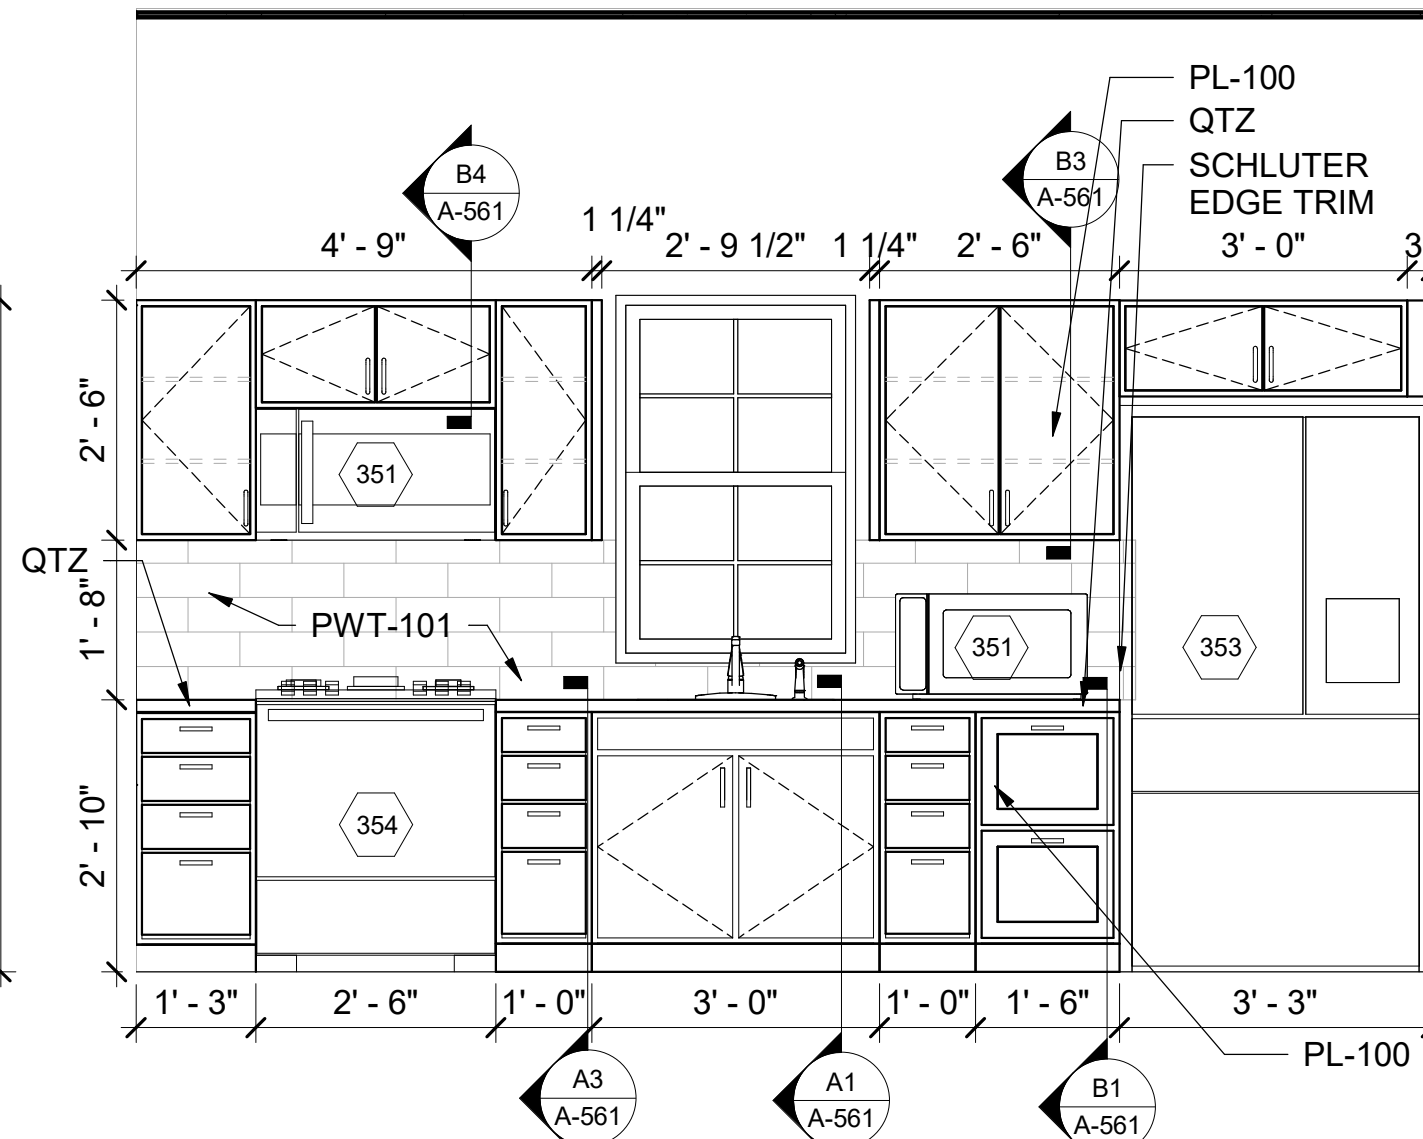 PL-100
QTZ
SCHLUTER
EDGE TRIM
B4
A-561
B3
A-561
4' - 9"
1 1/4"
2' - 9 1/2"
1 1/4"
2' - 6"
3' - 0"
3
2' - 6"
351
QTZ
1' - 8"
PWT-101
351
353
2' - 10"
354
1' - 3"
2' - 6"
1' - 0"
3' - 0"
1' - 0"
1' - 6"
3' - 3"
PL-100
A3
A-561
A1
A-561
B1
A-561